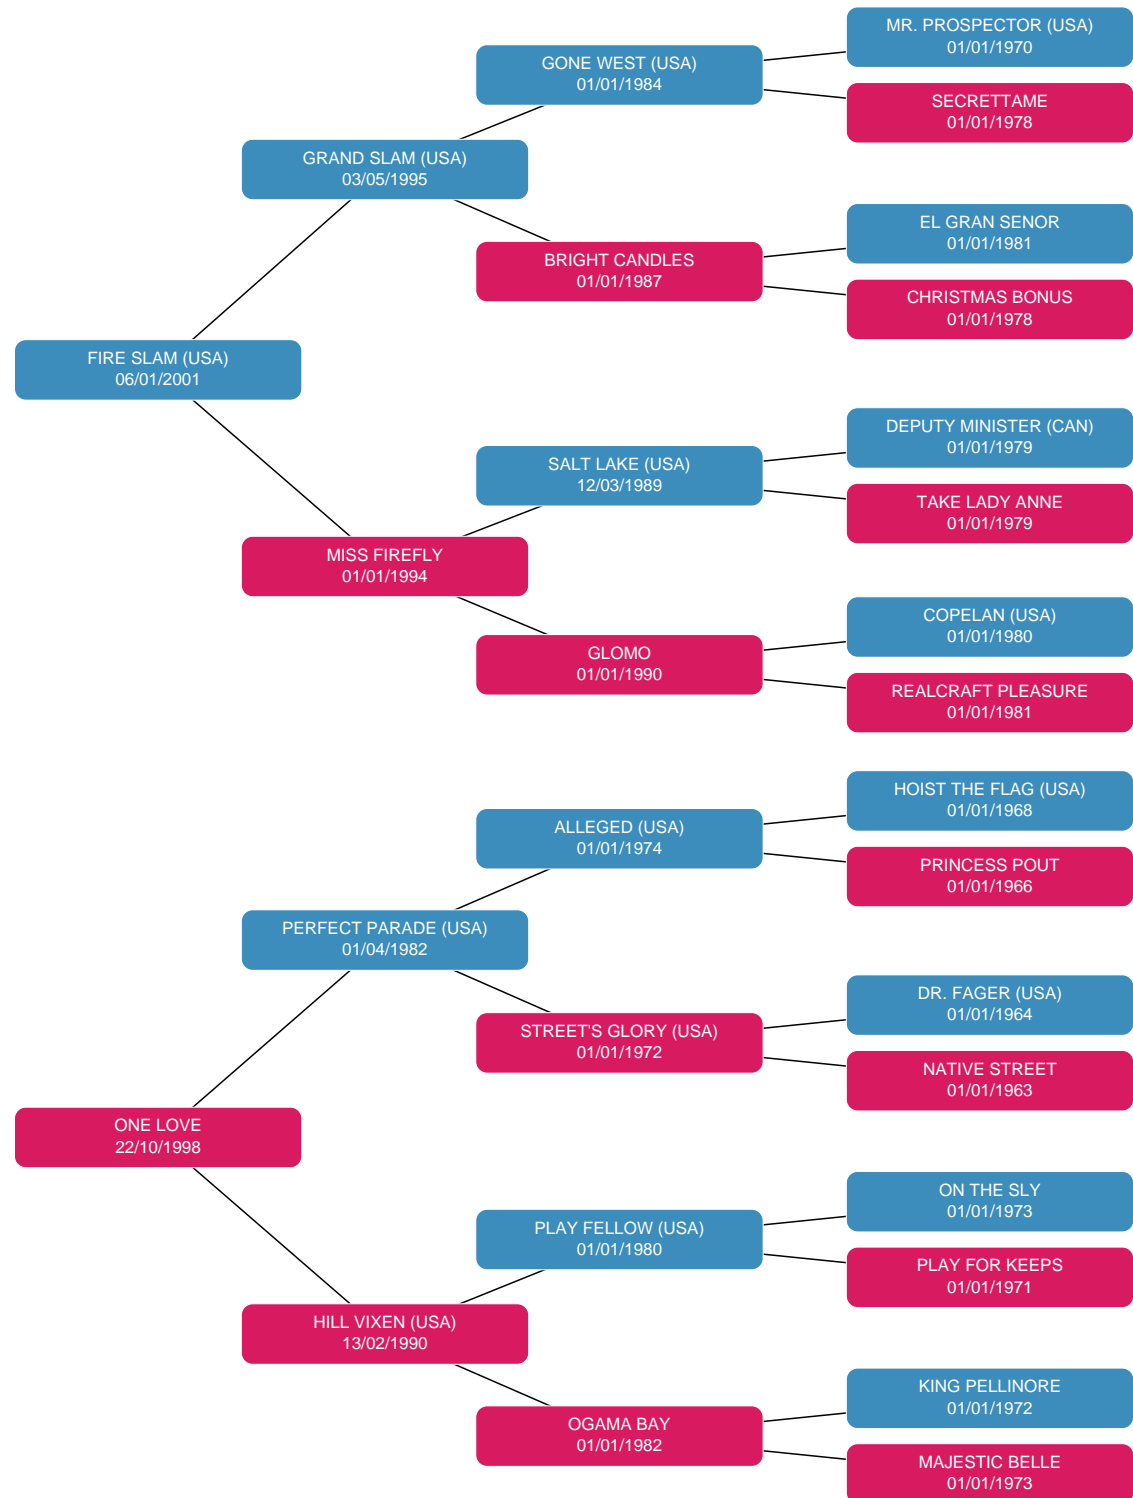 MR. PROSPECTOR (USA)
01/01/1970
GONE WEST (USA)
01/01/1984
SECRETTAME
01/01/1978
GRAND SLAM (USA)
03/05/1995
EL GRAN SENOR
01/01/1981
BRIGHT CANDLES
01/01/1987
CHRISTMAS BONUS
01/01/1978
FIRE SLAM (USA)
06/01/2001
DEPUTY MINISTER (CAN)
01/01/1979
SALT LAKE (USA)
12/03/1989
TAKE LADY ANNE
01/01/1979
MISS FIREFLY
01/01/1994
COPELAN (USA)
01/01/1980
GLOMO
01/01/1990
REALCRAFT PLEASURE
01/01/1981
HOIST THE FLAG (USA)
01/01/1968
ALLEGED (USA)
01/01/1974
PRINCESS POUT
01/01/1966
PERFECT PARADE (USA)
01/04/1982
DR. FAGER (USA)
01/01/1964
STREET'S GLORY (USA)
01/01/1972
NATIVE STREET
01/01/1963
ONE LOVE
22/10/1998
ON THE SLY
01/01/1973
PLAY FELLOW (USA)
01/01/1980
PLAY FOR KEEPS
01/01/1971
HILL VIXEN (USA)
13/02/1990
KING PELLINORE
01/01/1972
OGAMA BAY
01/01/1982
MAJESTIC BELLE
01/01/1973